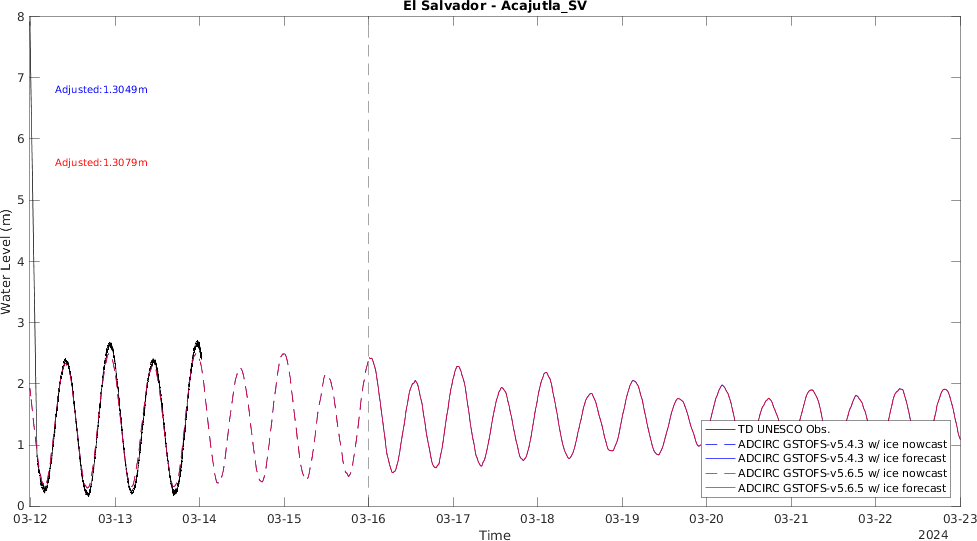 El Salvador - Acajutla_SV
8
7
6
5
4
3
2
1
0
Water Level (m)
Adjusted:1.3049m
Adjusted:1.3079m
TD UNESCO Obs.
ADCIRC GSTOFS-v5.4.3 w/ ice nowcast
ADCIRC GSTOFS-v5.4.3 w/ ice forecast
ADCIRC GSTOFS-v5.6.5 w/ ice nowcast
ADCIRC GSTOFS-v5.6.5 w/ ice forecast
03-12 03-13 03-14 03-15 03-16 03-17 03-18 03-19 03-20 03-21 03-22 03-23
Time
2024